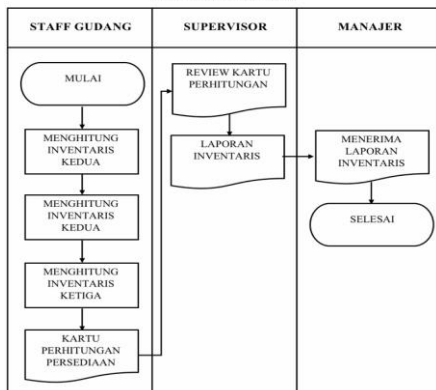 STAFF GUDANG
SUPERVISOR
MANAJER
MULAI
MENGHITUNG
INVENTARIS
KEDUA
MENGHITUNG
INVENTARIS
KEDUA
MENGHITUNG
INVENTARIS
KETIGA
KARTU
PERHITUNGAN
PERSEDIAAN
REVIEW KARTU
PERHITUNGAN
LAPORAN
INVENTARIS
MENERIMA
LAPORAN
INVENTARIS
SELESAI